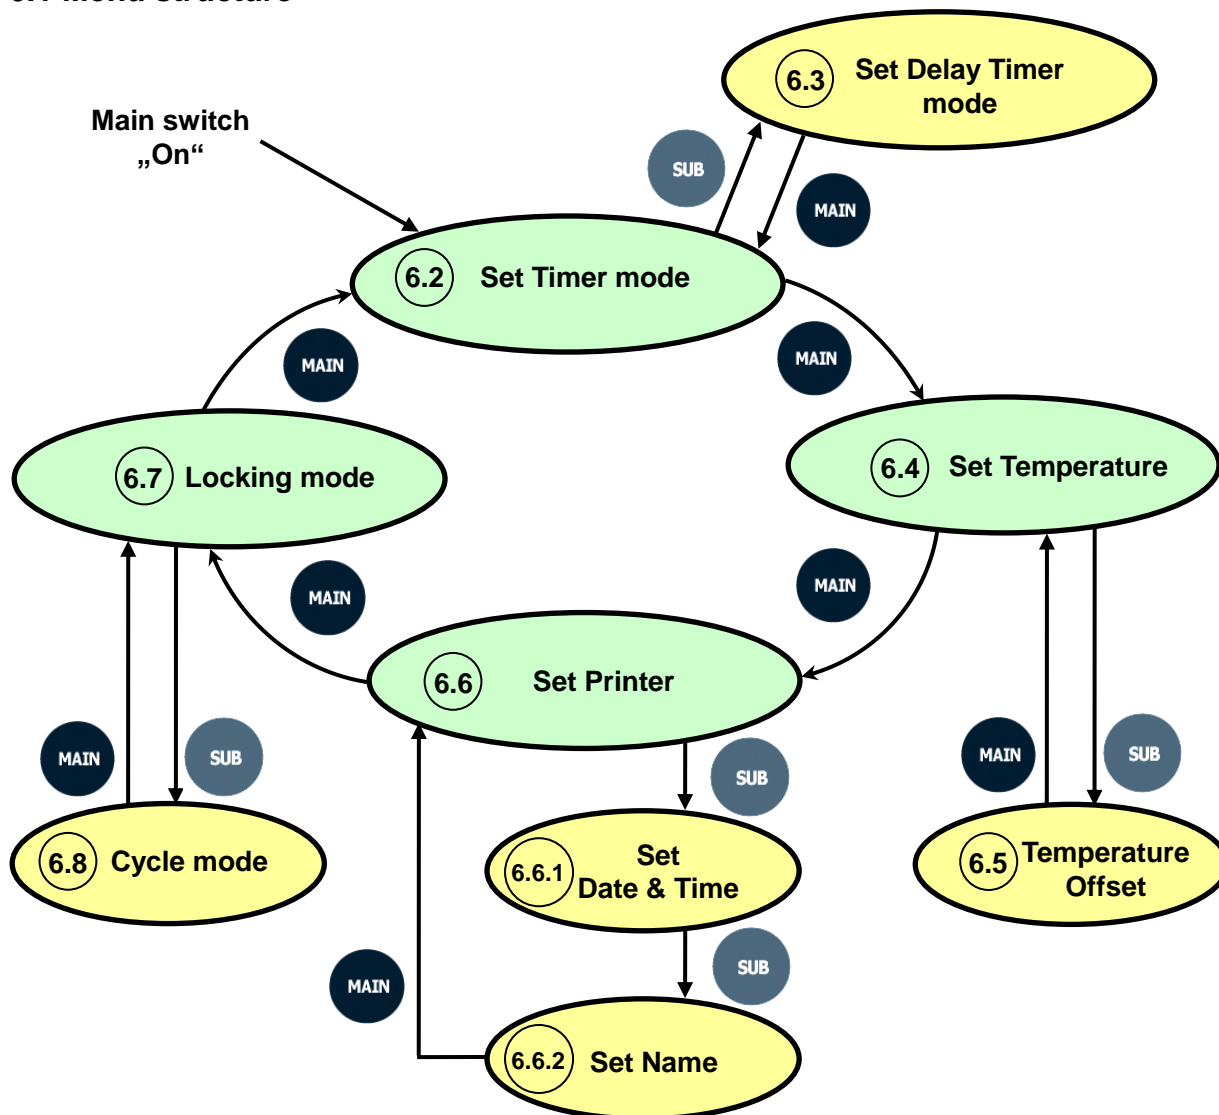 6.3 Set Delay Timer
mode
Main switch
„On“
SUB
MAIN
6.2 Set Timer mode
MAIN
MAIN
6.7 Locking mode
6.4 Set Temperature
MAIN
MAIN
6.6 Set Printer
MAIN
SUB
SUB
MAIN
SUB
6.8 Cycle mode
6.6.1 Set
Date & Time
6.5 Temperature
Offset
MAIN
SUB
6.6.2 Set Name